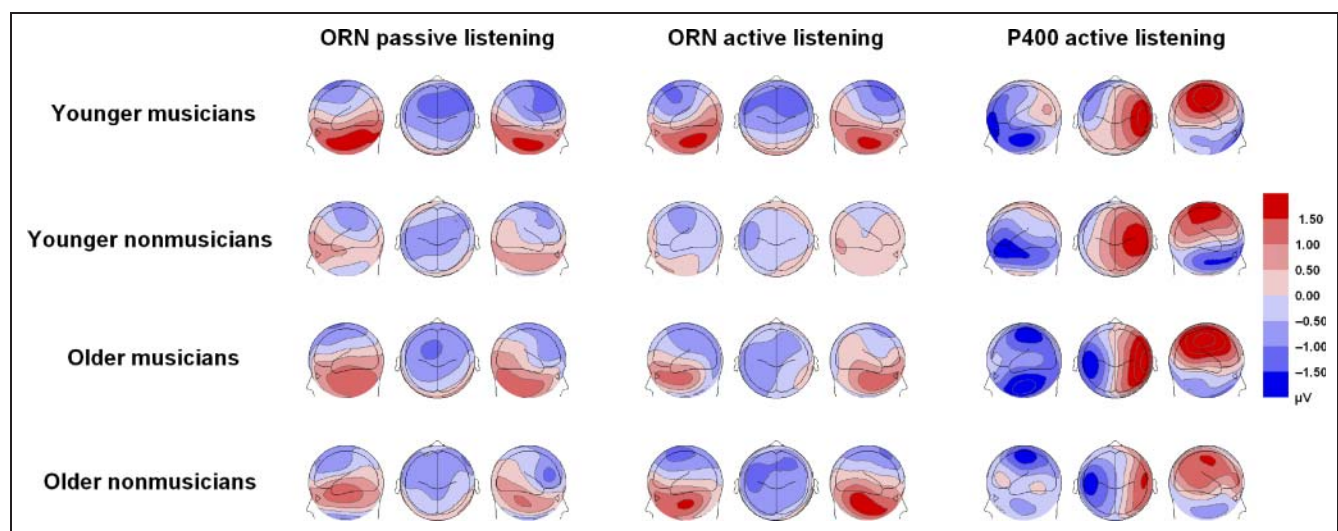 ORN passive listening ORN active listening P400 active listening
Younger musicians
Younger nonmusicians
Older musicians
Older nonmusicians
1.50
1.00
0.50
0.00
−0.50
−1.00
−1.50
µV